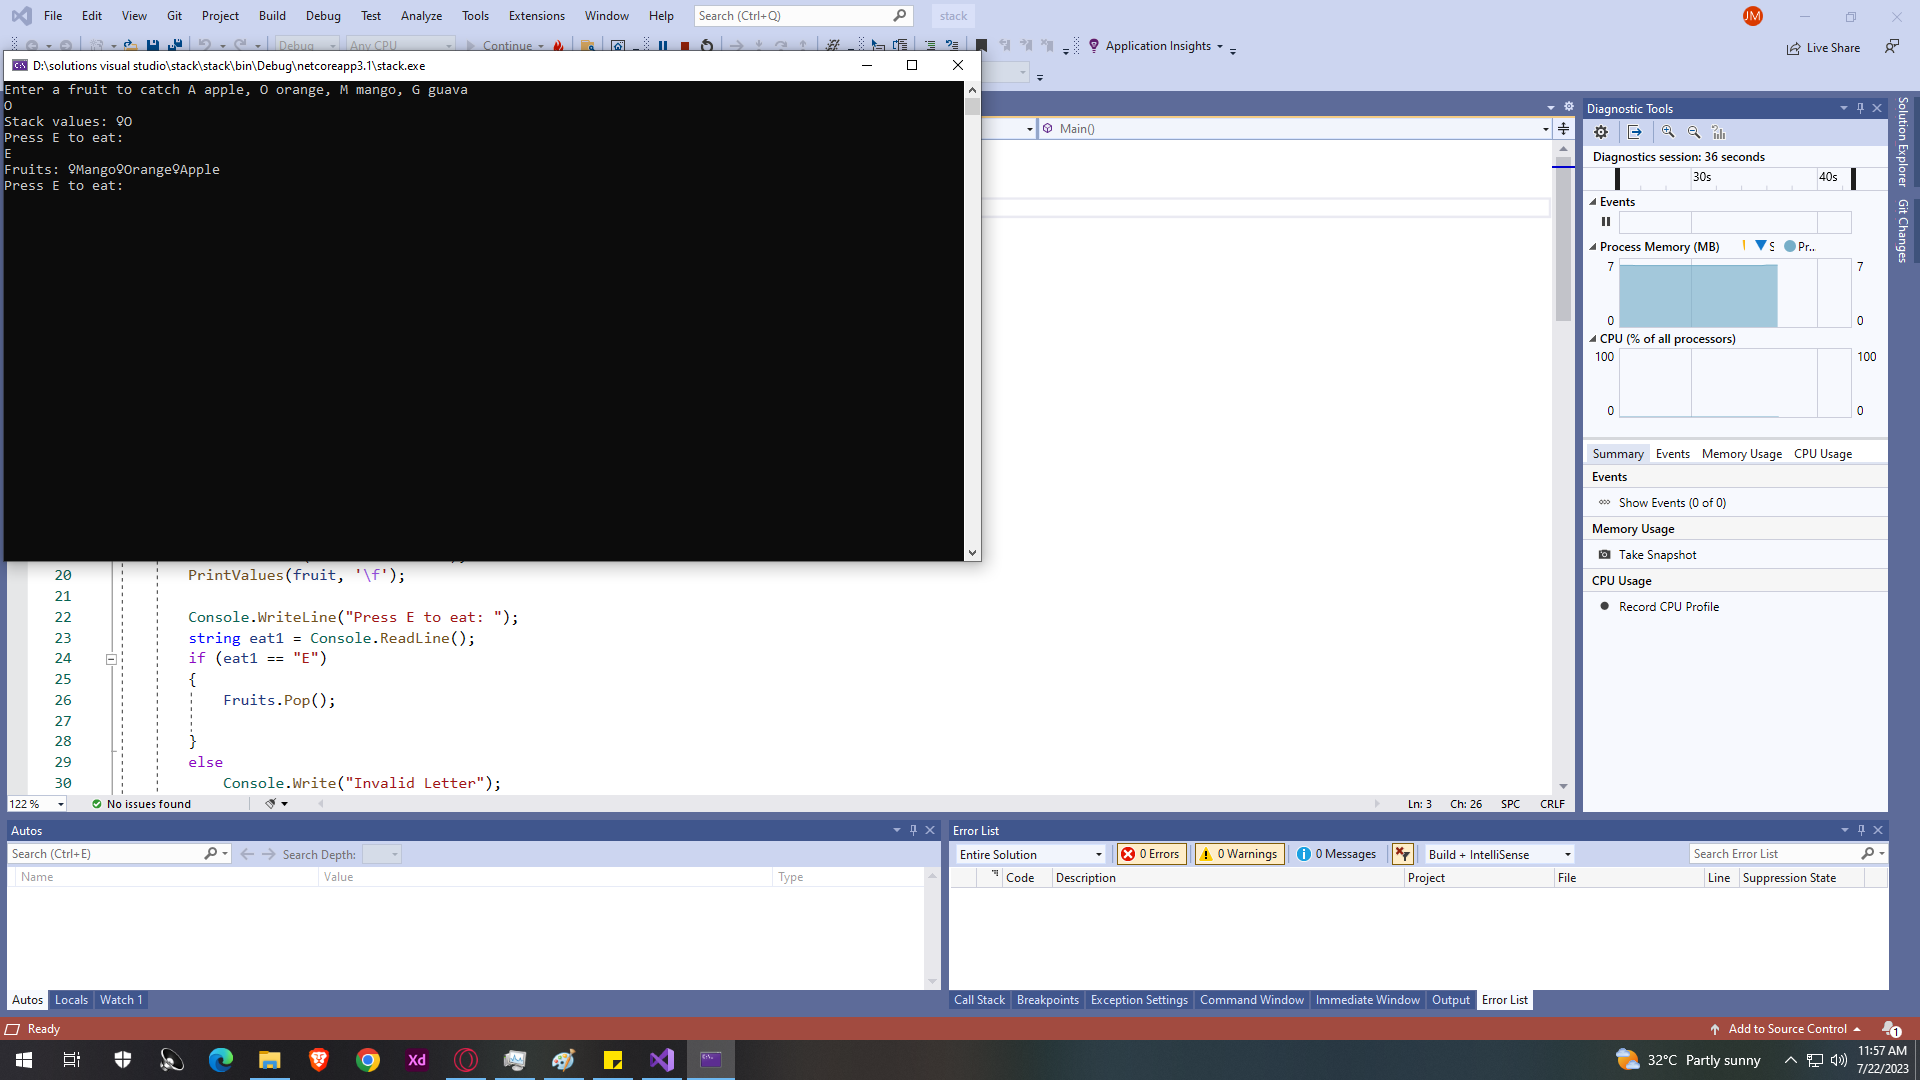 File Edit View Git Project Build Debug Test Analyze Tools Extensions Window Help Search (Ctrl+Q) stack JM
Debug Any CPU Continue Application Insights Live Share
D:\solutions visual studio\stack\stack\bin\Debug\netcoreapp3.1\stack.exe
Enter a fruit to catch A apple, O orange, M mango, G guava
O
Stack values: ♀O
Press E to eat:
E
Fruits: ♀Mango♀Orange♀Apple
Press E to eat:
Main()
20 PrintValues(fruit, '\f');
21
22 Console.WriteLine("Press E to eat: ");
23 string eat1 = Console.ReadLine();
24 if (eat1 == "E")
25 {
26 Fruits.Pop();
27
28 }
29 else
30 Console.Write("Invalid Letter");
122 % No issues found Ln: 3 Ch: 26 SPC CRLF
Diagnostic Tools
Diagnostics session: 36 seconds
30s 40s
Events
Process Memory (MB) S Pr...
7 7
0 0
CPU (% of all processors)
100 100
0 0
Summary Events Memory Usage CPU Usage
Events
Show Events (0 of 0)
Memory Usage
Take Snapshot
CPU Usage
Record CPU Profile
Solution Explorer
Git Changes
Autos
Search (Ctrl+E) Search Depth:
Name Value Type
Autos Locals Watch 1
Error List
Entire Solution 0 Errors 0 Warnings 0 Messages Build + IntelliSense Search Error List
Code Description Project File Line Suppression State
Call Stack Breakpoints Exception Settings Command Window Immediate Window Output Error List
Ready Add to Source Control 1
Xd 32°C Partly sunny 11:57 AM
7/22/2023